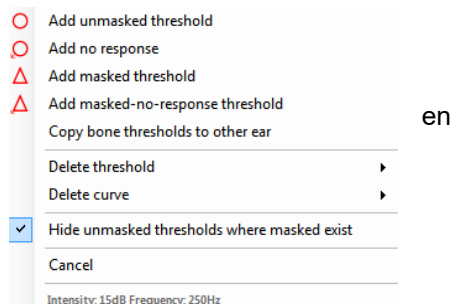 Add unmasked threshold
Add no response
Add masked threshold
Add masked-no-response threshold
en
Copy bone thresholds to other ear
Delete threshold
Delete curve
Hide unmasked thresholds where masked exist
Cancel
Intensity: 15dB Frequency: 250Hz